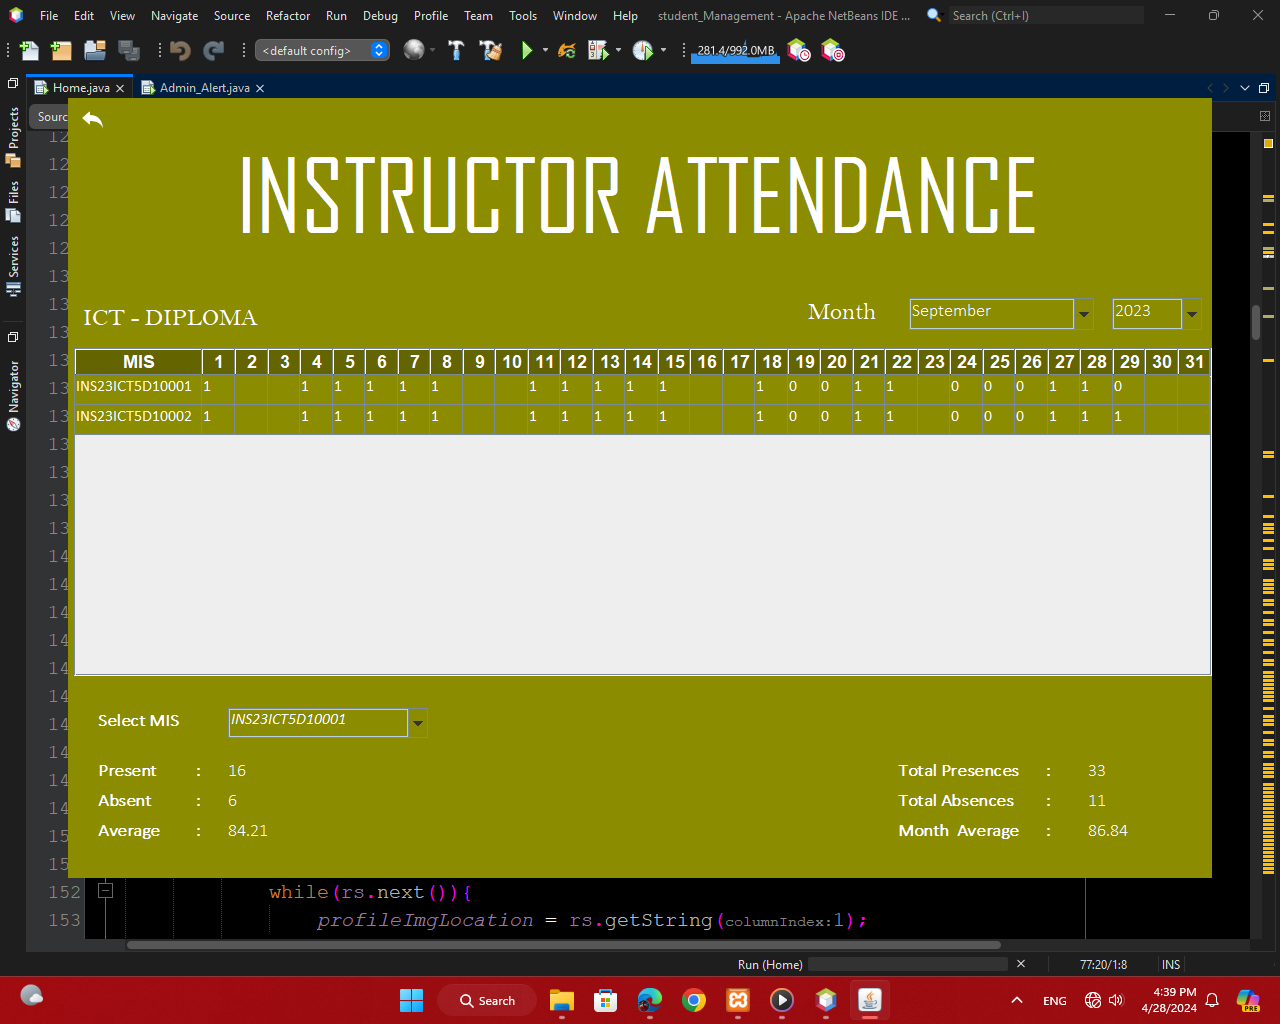 File Edit View Navigate Source Refactor Run Debug Profile Team Tools Window Help student_Management - Apache NetBeans IDE ... Search (Ctrl+I)
<default config> 281.4/992.0MB
Home.java Admin_Alert.java
Sourc
Projects
Files
Services
Navigator
INSTRUCTOR ATTENDANCE
ICT - DIPLOMA Month September 2023
MIS 1 2 3 4 5 6 7 8 9 10 11 12 13 14 15 16 17 18 19 20 21 22 23 24 25 26 27 28 29 30 31
INS23ICT5D10001 1 1 1 1 1 1 1 1 1 1 1 1 0 0 1 1 0 0 0 1 1 0
INS23ICT5D10002 1 1 1 1 1 1 1 1 1 1 1 1 0 0 1 1 0 0 0 1 1 1
Select MIS INS23ICT5D10001
Present : 16 Total Presences : 33
Absent : 6 Total Absences : 11
Average : 84.21 Month Average : 86.84
152 while(rs.next()){
153 profileImgLocation = rs.getString(columnIndex:1);
Run (Home) 77:20/1:8 INS
Search ENG 4:39 PM
4/28/2024
PRE